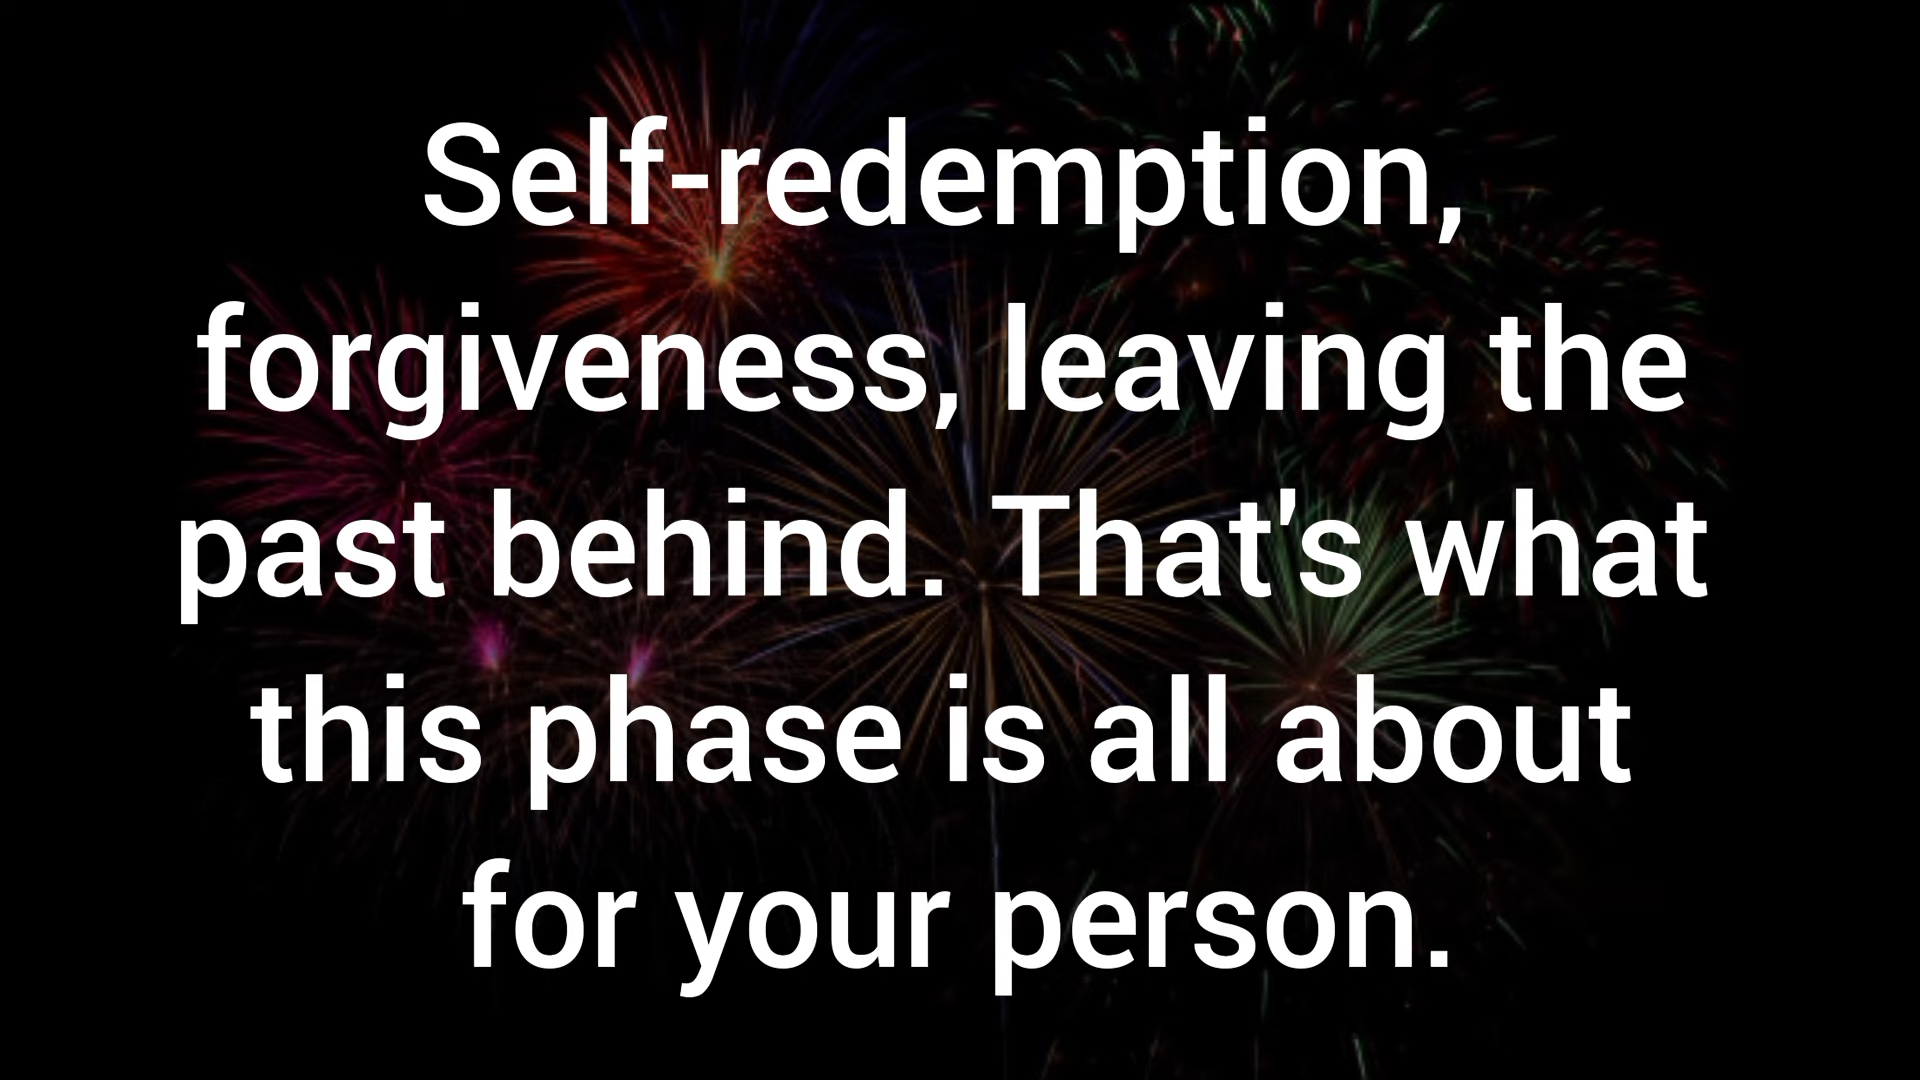 Self-redemption,
forgiveness, leaving the
past behind. That's what
this phase is all about
for your person.